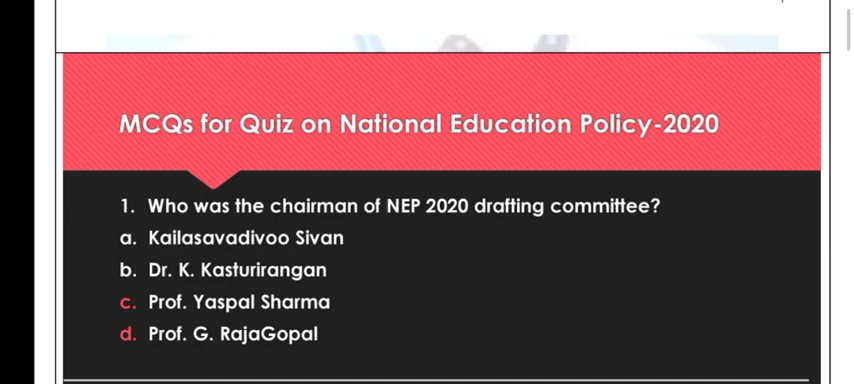 MCQs for Quiz on National Education Policy-2020
1. Who was the chairman of NEP 2020 drafting committee?
a. Kailasavadivoo Sivan
b. Dr. K. Kasturirangan
c. Prof. Yaspal Sharma
d. Prof. G. RajaGopal